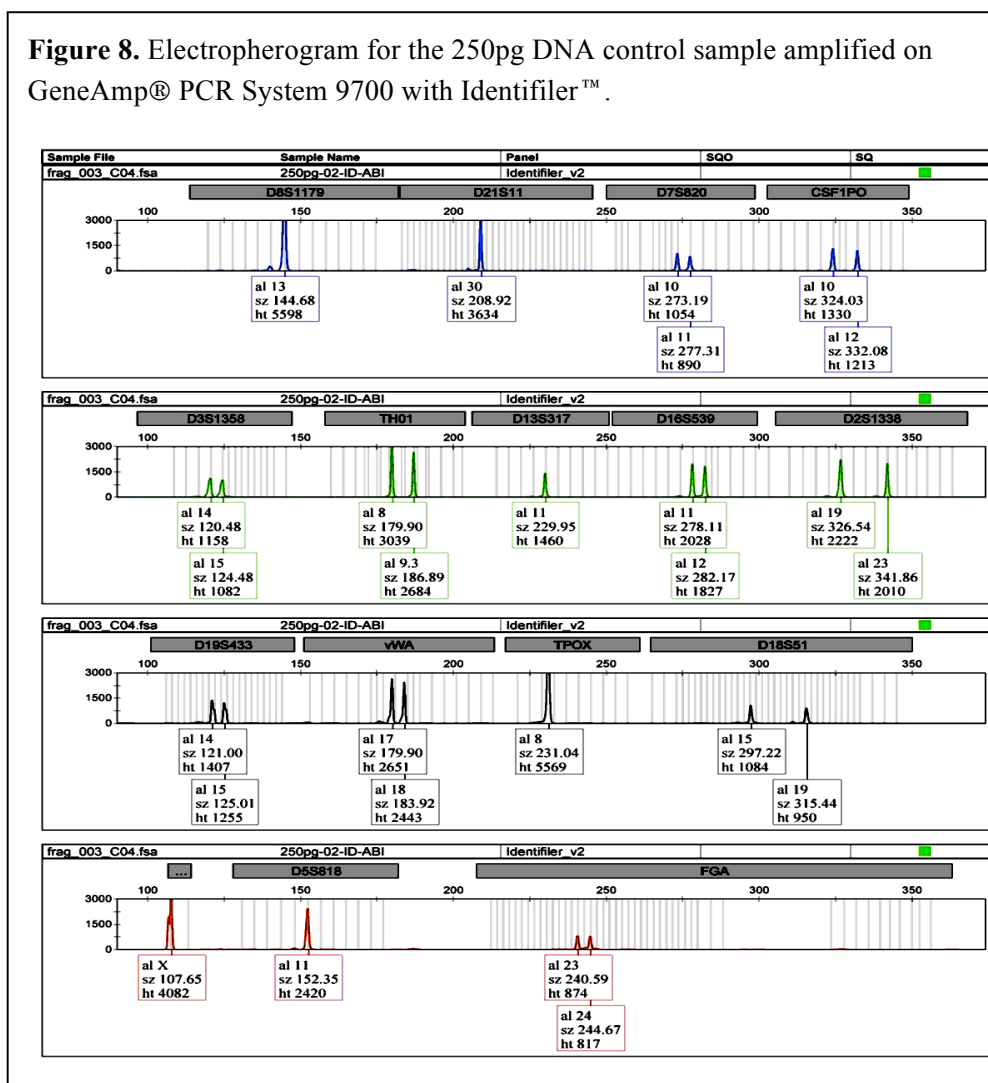 Figure 8. Electropherogram for the 250pg DNA control sample amplified on
GeneAmp® PCR System 9700 with Identifiler™.
Sample File Sample Name Panel SQO SQ
frag_003_C04.fsa 250pg-02-ID-ABI Identifiler_v2
D8S1179 D21S11 D7S820 CSF1PO
100 150 200 250 300 350
3000
1500
0
al 13
sz 144.68
ht 5598
al 30
sz 208.92
ht 3634
al 10
sz 273.19
ht 1054
al 11
sz 277.31
ht 890
al 10
sz 324.03
ht 1330
al 12
sz 332.08
ht 1213
frag_003_C04.fsa 250pg-02-ID-ABI Identifiler_v2
D3S1358 TH01 D13S317 D16S539 D2S1338
100 150 200 250 300 350
3000
1500
0
al 14
sz 120.48
ht 1158
al 15
sz 124.48
ht 1082
al 8
sz 179.90
ht 3039
al 9.3
sz 186.89
ht 2684
al 11
sz 229.95
ht 1460
al 11
sz 278.11
ht 2028
al 12
sz 282.17
ht 1827
al 19
sz 326.54
ht 2222
al 23
sz 341.86
ht 2010
frag_003_C04.fsa 250pg-02-ID-ABI Identifiler_v2
D19S433 vWA TPOX D18S51
100 150 200 250 300 350
3000
1500
0
al 14
sz 121.00
ht 1407
al 15
sz 125.01
ht 1255
al 17
sz 179.90
ht 2651
al 18
sz 183.92
ht 2443
al 8
sz 231.04
ht 5569
al 15
sz 297.22
ht 1084
al 19
sz 315.44
ht 950
frag_003_C04.fsa 250pg-02-ID-ABI Identifiler_v2
... D5S818 FGA
100 150 200 250 300 350
3000
1500
0
al X
sz 107.65
ht 4082
al 11
sz 152.35
ht 2420
al 23
sz 240.59
ht 874
al 24
sz 244.67
ht 817